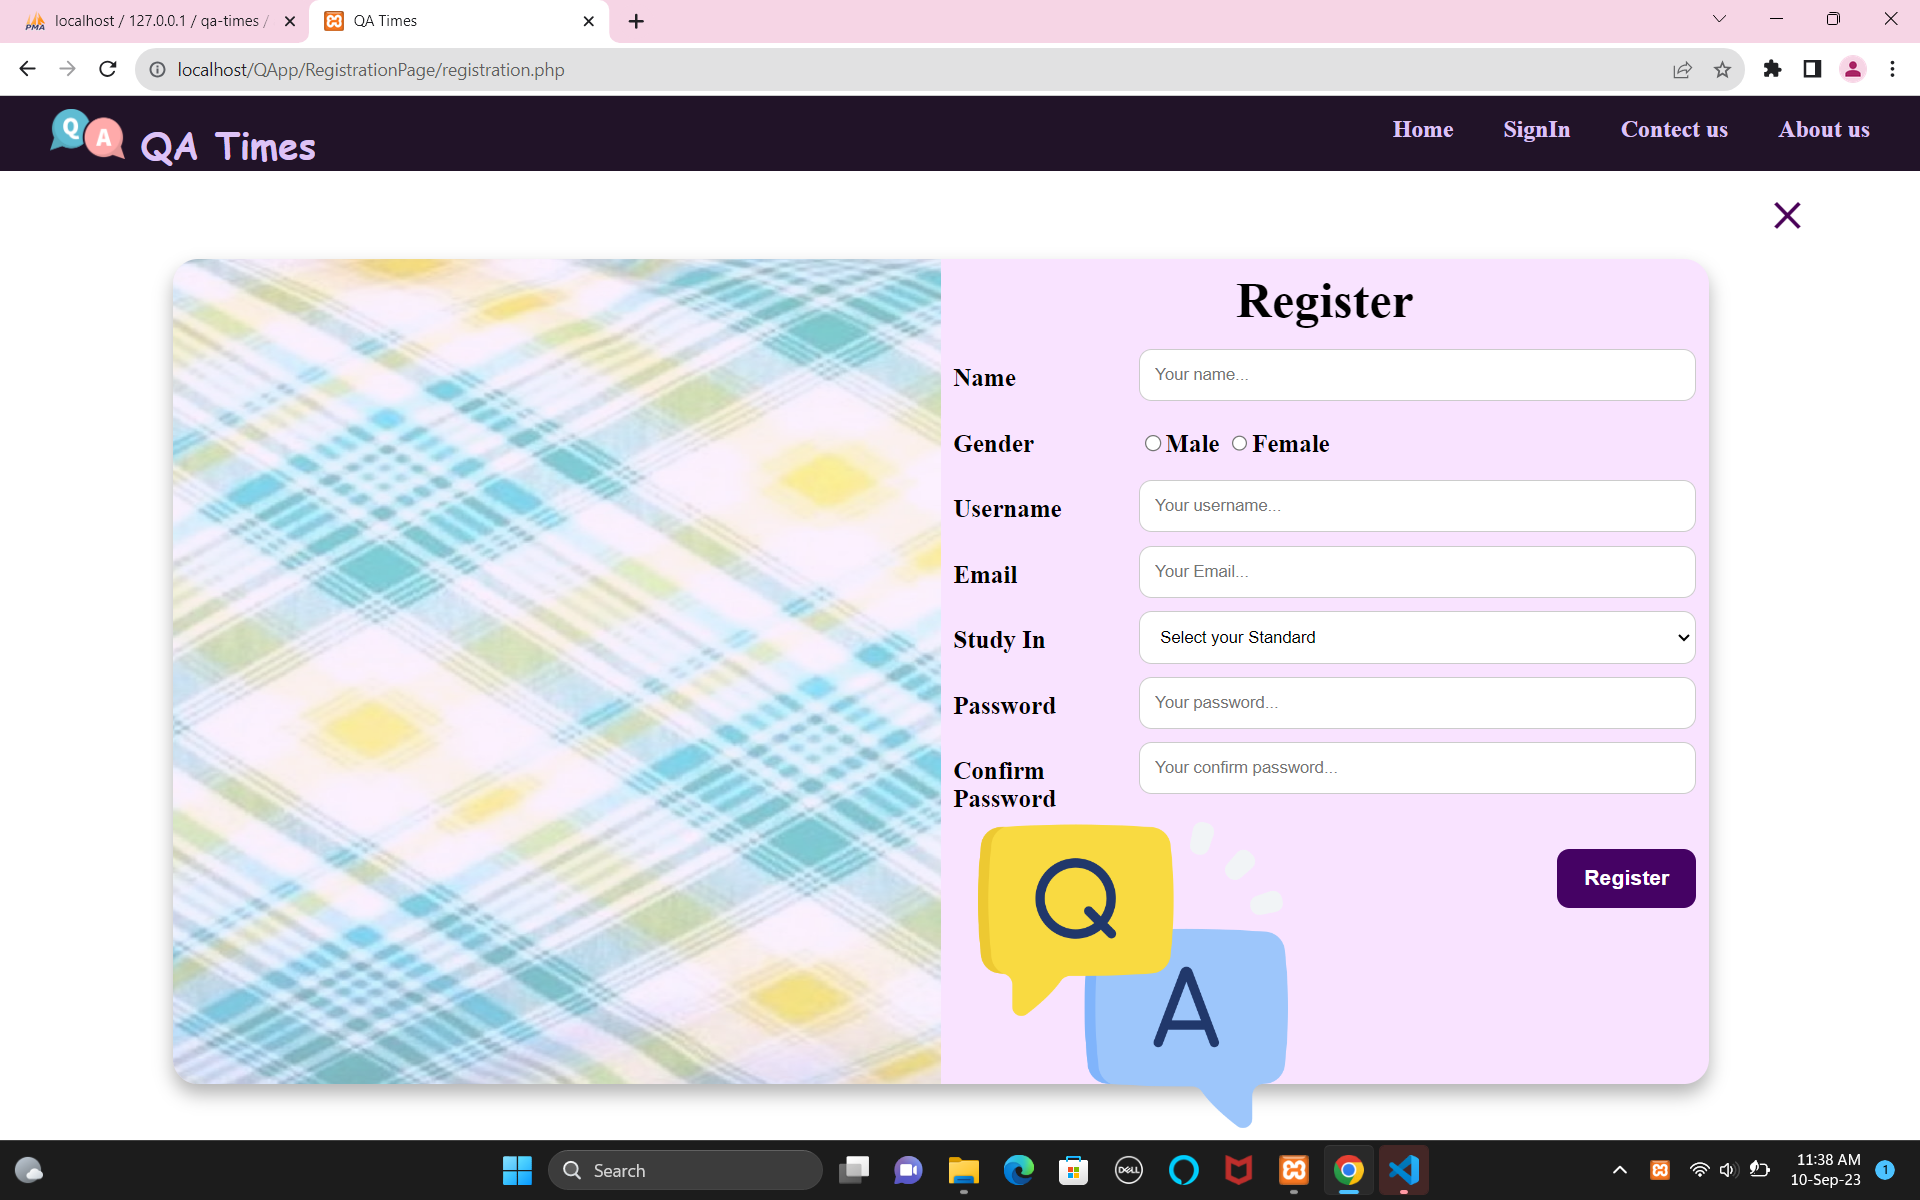 localhost / 127.0.0.1 / qa-times /
QA Times
localhost/QApp/RegistrationPage/registration.php
Q A QA Times
Home SignIn Contect us About us
Register
Name Your name...
Gender Male Female
Username Your username...
Email Your Email...
Study In Select your Standard
Password Your password...
Confirm Password Your confirm password...
Register
Q
A
Search
DELL
11:38 AM
10-Sep-23
1